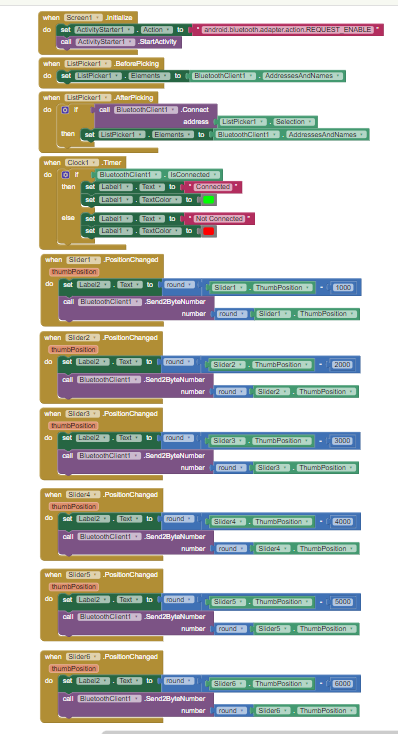 when Screen1 .Initialize
do set ActivityStarter1 . Action to " android.bluetooth.adapter.action.REQUEST_ENABLE "
call ActivityStarter1 .StartActivity
when ListPicker1 .BeforePicking
do set ListPicker1 . Elements to BluetoothClient1 . AddressesAndNames
when ListPicker1 .AfterPicking
do if call BluetoothClient1 .Connect
address ListPicker1 . Selection
then set ListPicker1 . Elements to BluetoothClient1 . AddressesAndNames
when Clock1 .Timer
do if BluetoothClient1 . IsConnected
then set Label1 . Text to " Connected "
set Label1 . TextColor to
else set Label1 . Text to " Not Connected "
set Label1 . TextColor to
when Slider1 .PositionChanged
thumbPosition
do set Label2 . Text to round Slider1 . ThumbPosition - 1000
call BluetoothClient1 .Send2ByteNumber
number round Slider1 . ThumbPosition
when Slider2 .PositionChanged
thumbPosition
do set Label2 . Text to round Slider2 . ThumbPosition - 2000
call BluetoothClient1 .Send2ByteNumber
number round Slider2 . ThumbPosition
when Slider3 .PositionChanged
thumbPosition
do set Label2 . Text to round Slider3 . ThumbPosition - 3000
call BluetoothClient1 .Send2ByteNumber
number round Slider3 . ThumbPosition
when Slider4 .PositionChanged
thumbPosition
do set Label2 . Text to round Slider4 . ThumbPosition - 4000
call BluetoothClient1 .Send2ByteNumber
number round Slider4 . ThumbPosition
when Slider5 .PositionChanged
thumbPosition
do set Label2 . Text to round Slider5 . ThumbPosition - 5000
call BluetoothClient1 .Send2ByteNumber
number round Slider5 . ThumbPosition
when Slider6 .PositionChanged
thumbPosition
do set Label2 . Text to round Slider6 . ThumbPosition - 6000
call BluetoothClient1 .Send2ByteNumber
number round Slider6 . ThumbPosition